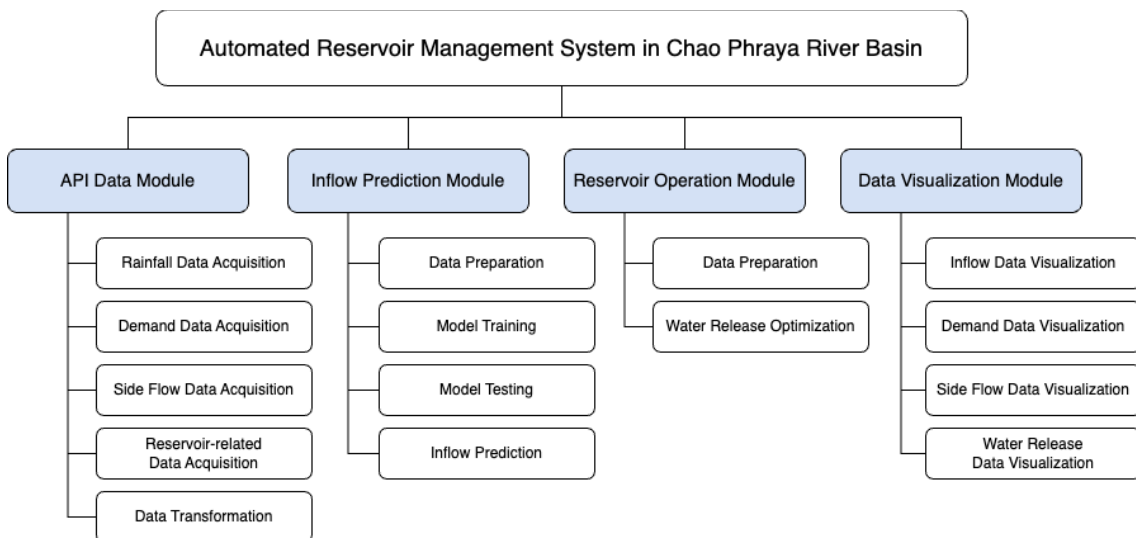 Automated Reservoir Management System in Chao Phraya River Basin
API Data Module
Rainfall Data Acquisition
Demand Data Acquisition
Side Flow Data Acquisition
Reservoir-related
Data Acquisition
Data Transformation
Inflow Prediction Module
Data Preparation
Model Training
Model Testing
Inflow Prediction
Reservoir Operation Module
Data Preparation
Water Release Optimization
Data Visualization Module
Inflow Data Visualization
Demand Data Visualization
Side Flow Data Visualization
Water Release
Data Visualization